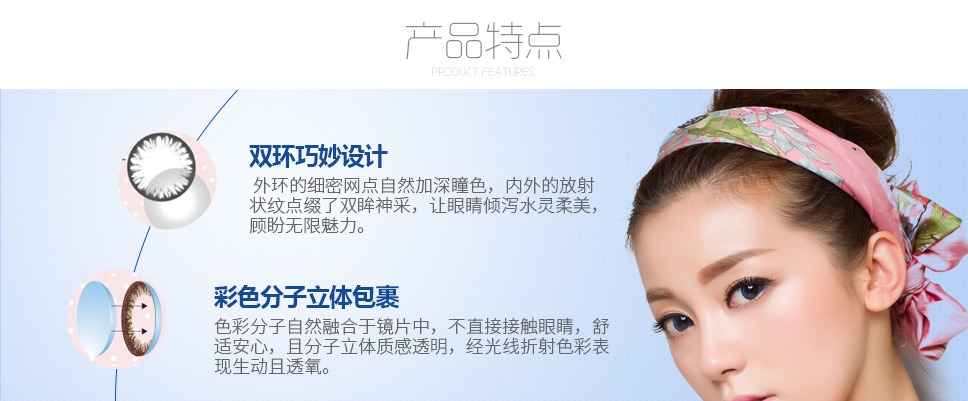 产品特点
PRODUCT FEATURES
双环巧妙设计
外环的细密网点自然加深瞳色，内外的放射
状纹点缀了双眸神采，让眼睛倾泻水灵柔美，
顾盼无限魅力。
彩色分子立体包裹
色彩分子自然融合于镜片中，不直接接触眼睛，舒
适安心，且分子立体质感透明，经光线折射色彩表
现生动且透氧。